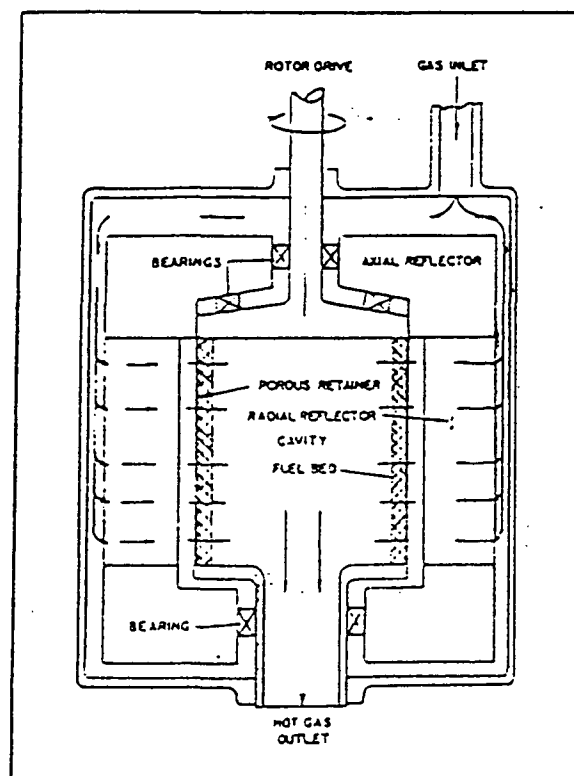 ROTOR DRIVE
GAS INLET
BEARINGS
AXIAL REFLECTOR
POROUS RETAINER
RADIAL REFLECTOR
CAVITY
FUEL BED
BEARING
HOT GAS
OUTLET